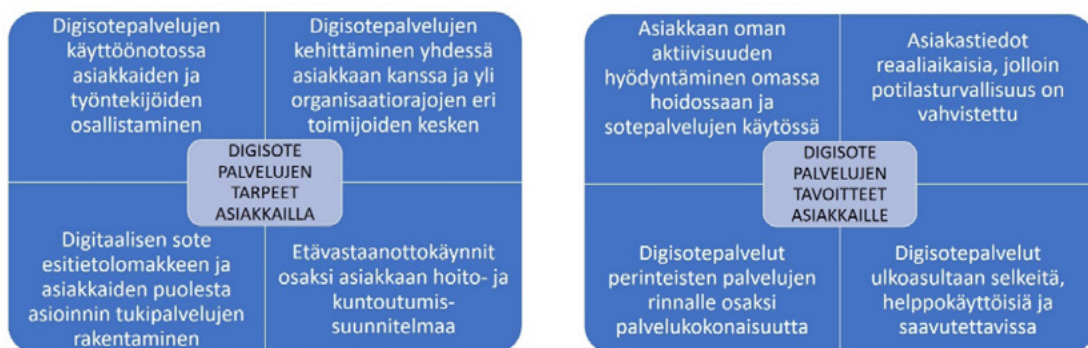 Digisotepalvelujen
käyttöönotossa
asiakkaiden ja
työntekijöiden
osallistaminen
Digisotepalvelujen
kehittäminen yhdessä
asiakkaan kanssa ja yli
organisaatiorajojen eri
toimijoiden kesken
DIGISOTE
PALVELUJEN
TARPEET
ASIAKKAILLA
Digitaalisen sote
esitietolomakkeen ja
asiakkaiden puolesta
asioinnin tukipalvelujen
rakentaminen
Etävastaanottokäynnit
osaksi asiakkaan hoito- ja
kuntoutumis-
suunnitelmaa
Asiakkaan oman
aktiivisuuden
hyödyntäminen omassa
hoidossaan ja
sotepalvelujen käytössä
Asiakastiedot
reaaliaikaisia, jolloin
potilasturvallisuus on
vahvistettu
DIGISOTE
PALVELUJEN
TAVOITTEET
ASIAKKAILLE
Digisotepalvelut
perinteisten palvelujen
rinnalle osaksi
palvelukokonaisuutta
Digisotepalvelut
ulkoasultaan selkeitä,
helppokäyttöisiä ja
saavutettavissa